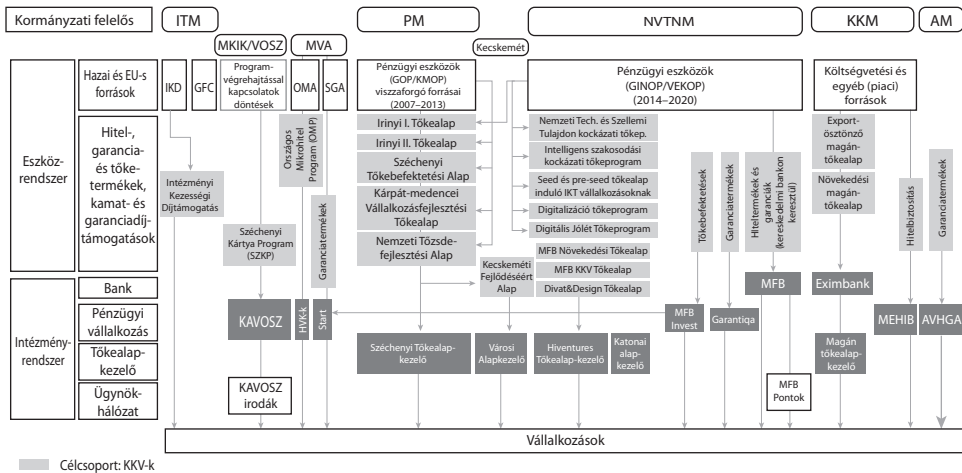 Kormányzati felelős
ITM
PM
NVTNM
KKM
AM
MKIK/VOSZ
MVA
Kecskemét
Eszköz-
rendszer
Hazai és EU-s
források
IKD
GFC
Program-
végrehajtással
kapcsolatos
döntések
OMA
SGA
Pénzügyi eszközök
(GOP/KMOP)
viszaforgó forrásai
(2007–2013)
Pénzügyi eszközök
(GINOP/VEKOP)
(2014–2020)
Költségvetési és
egyéb (piaci)
források
Hitel-,
garancia-
és tőke-
termékek,
kamat- és
garanciadíj-
támogatások
Intézményi
Kezességi
Díjtámogatás
Széchenyi
Kártya Program
(SZKP)
Országos
Mikrohitel
Program (OMP)
Garanciatermékek
Irinyi I. Tőkealap
Irinyi II. Tőkealap
Széchenyi
Tőkebefektetési Alap
Kárpát-medencei
Vállalkozásfejlesztési
Tőkealap
Nemzeti Tőzsde-
fejlesztési Alap
Kecskeméti
Fejlődéséért
Alap
Nemzeti Tech. és Szellemi
Tulajdon kockázati tőkep.
Intelligens szakosodási
kockázati tőkeprogram
Seed és pre-seed tőkealap
induló IKT vállalkozásoknak
Digitalizáció tőkeprogram
Digitális Jólét Tőkeprogram
MFB Növekedési Tőkealap
MFB KKV Tőkealap
Divat&Design Tőkealap
Tőkebefektetések
Garanciatermékek
Hiteltermékek és
garanciák
(kereskedelmi bankon
keresztül)
Export-
ösztönző
magán-
tőkealap
Növekedési
magán-
tőkealap
Hitelbiztosítás
Garanciatermékek
Intézmény-
rendszer
Bank
MFB
Eximbank
Pénzügyi
vállalkozás
KAVOSZ
HVK-k
Start
MFB
Invest
Garantiqa
MEHIB
AVHGA
Tőkealap-
kezelő
Széchenyi Tőkealap-
kezelő
Városi
Alapkezelő
Hiventures
Tőkealap-kezelő
Katonai
alap-
kezelő
Magán
tőkealap-
kezelő
Ügynök-
hálózat
KAVOSZ
irodák
MFB
Pontok
Vállalkozások
Célcsoport: KKV-k